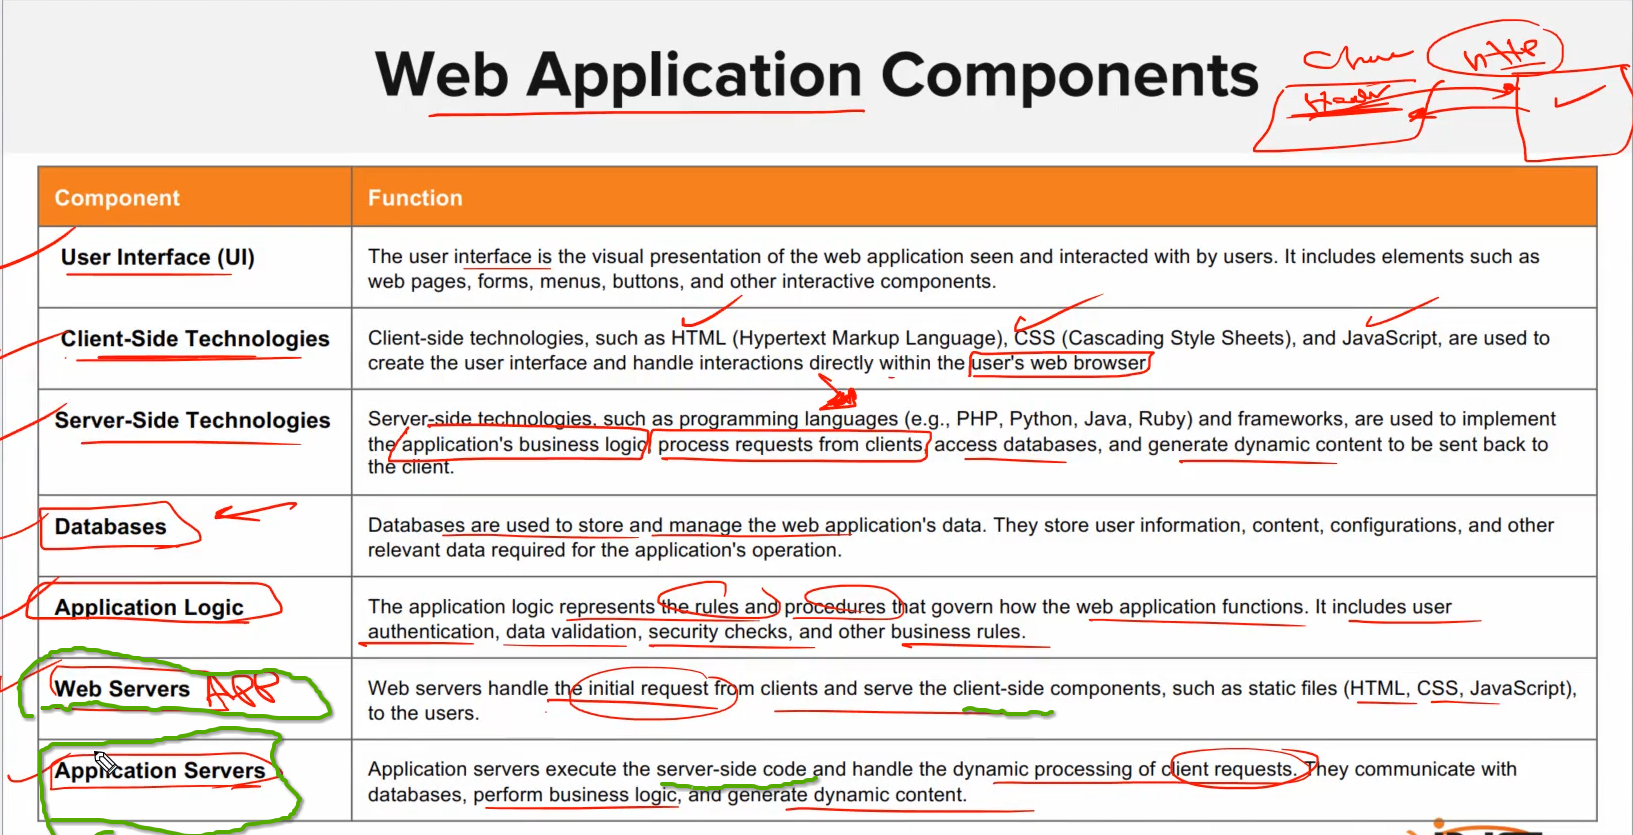 Web Application Components
http
Component
Function
User Interface (UI)
The user interface is the visual presentation of the web application seen and interacted with by users. It includes elements such as
web pages, forms, menus, buttons, and other interactive components.
Client-Side Technologies
Client-side technologies, such as HTML (Hypertext Markup Language), CSS (Cascading Style Sheets), and JavaScript, are used to
create the user interface and handle interactions directly within the user's web browser
Server-Side Technologies
Server-side technologies, such as programming languages (e.g., PHP, Python, Java, Ruby) and frameworks, are used to implement
the application's business logic, process requests from clients, access databases, and generate dynamic content to be sent back to
the client.
Databases
Databases are used to store and manage the web application's data. They store user information, content, configurations, and other
relevant data required for the application's operation.
Application Logic
The application logic represents the rules and procedures that govern how the web application functions. It includes user
authentication, data validation, security checks, and other business rules.
Web Servers APP
Web servers handle the initial request from clients and serve the client-side components, such as static files (HTML, CSS, JavaScript),
to the users.
Application Servers
Application servers execute the server-side code and handle the dynamic processing of client requests. They communicate with
databases, perform business logic, and generate dynamic content.